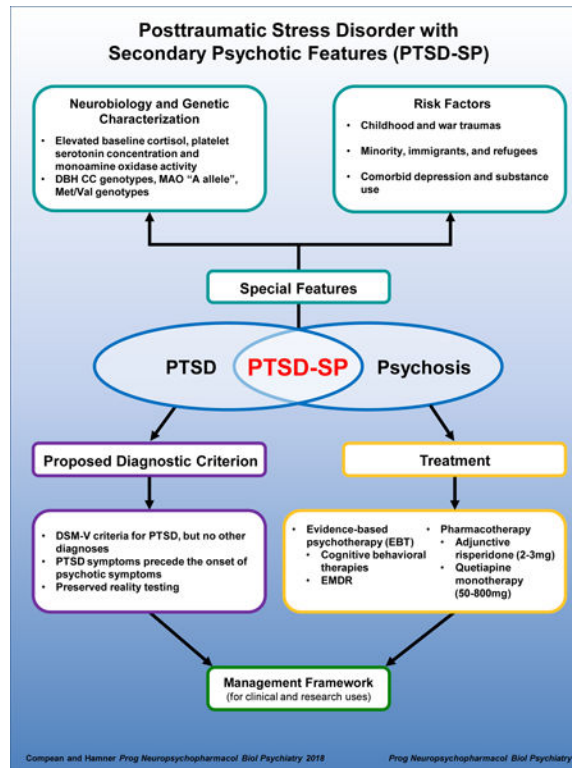 Posttraumatic Stress Disorder with
Secondary Psychotic Features (PTSD-SP)
Neurobiology and Genetic
Characterization
• Elevated baseline cortisol, platelet
serotonin concentration and
monoamine oxidase activity
• DBH CC genotypes, MAO "A allele",
Met/Val genotypes
Risk Factors
• Childhood and war traumas
• Minority, immigrants, and refugees
• Comorbid depression and substance
use
Special Features
PTSD
PTSD-SP
Psychosis
Proposed Diagnostic Criterion
Treatment
• DSM-V criteria for PTSD, but no other
diagnoses
• PTSD symptoms precede the onset of
psychotic symptoms
• Preserved reality testing
• Evidence-based
psychotherapy (EBT)
• Cognitive behavioral
therapies
• EMDR
• Pharmacotherapy
• Adjunctive
risperidone (2-3mg)
• Quetiapine
monotherapy
(50-800mg)
Management Framework
(for clinical and research uses)
Compean and Hamner Prog Neuropsychopharmacol Biol Psychiatry 2018
Prog Neuropsychopharmacol Biol Psychiatry